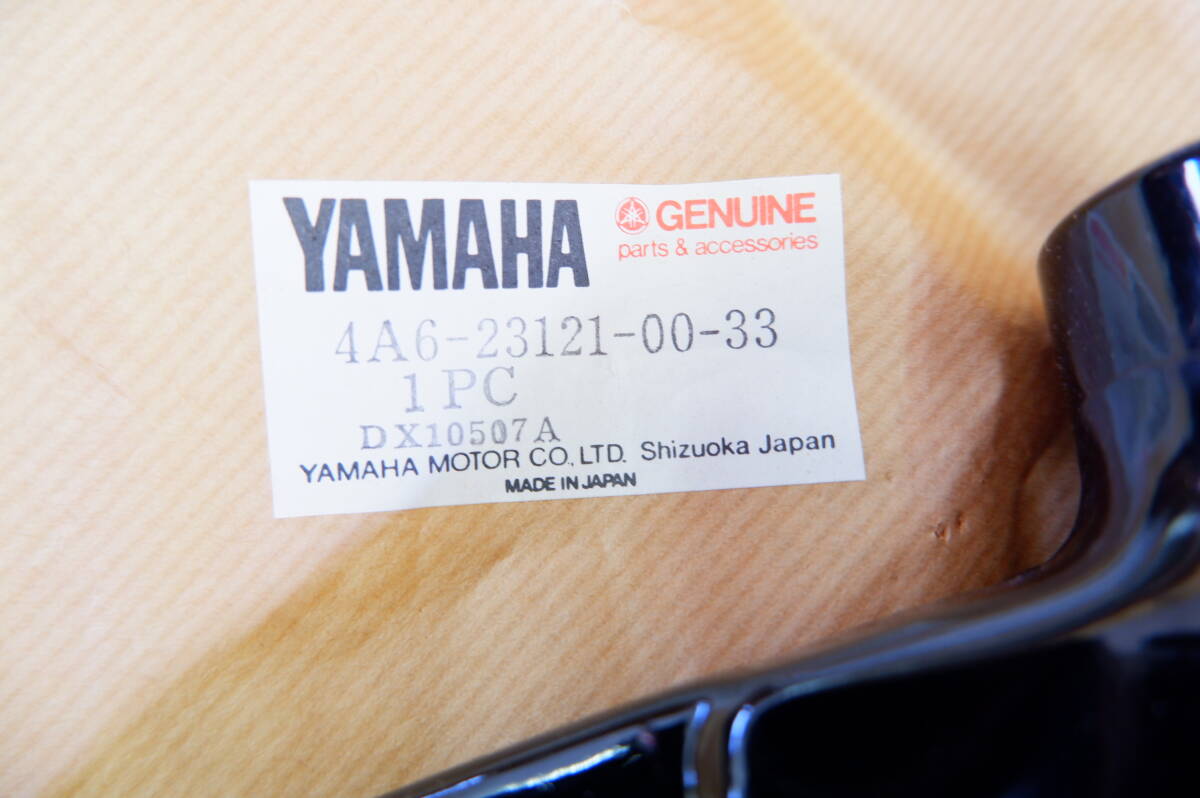 YAMAHA GENUINE
parts & accessories
4A6-23121-00-33
1 PC
DX10507A
YAMAHA MOTOR CO., LTD. Shizuoka Japan
MADE IN JAPAN